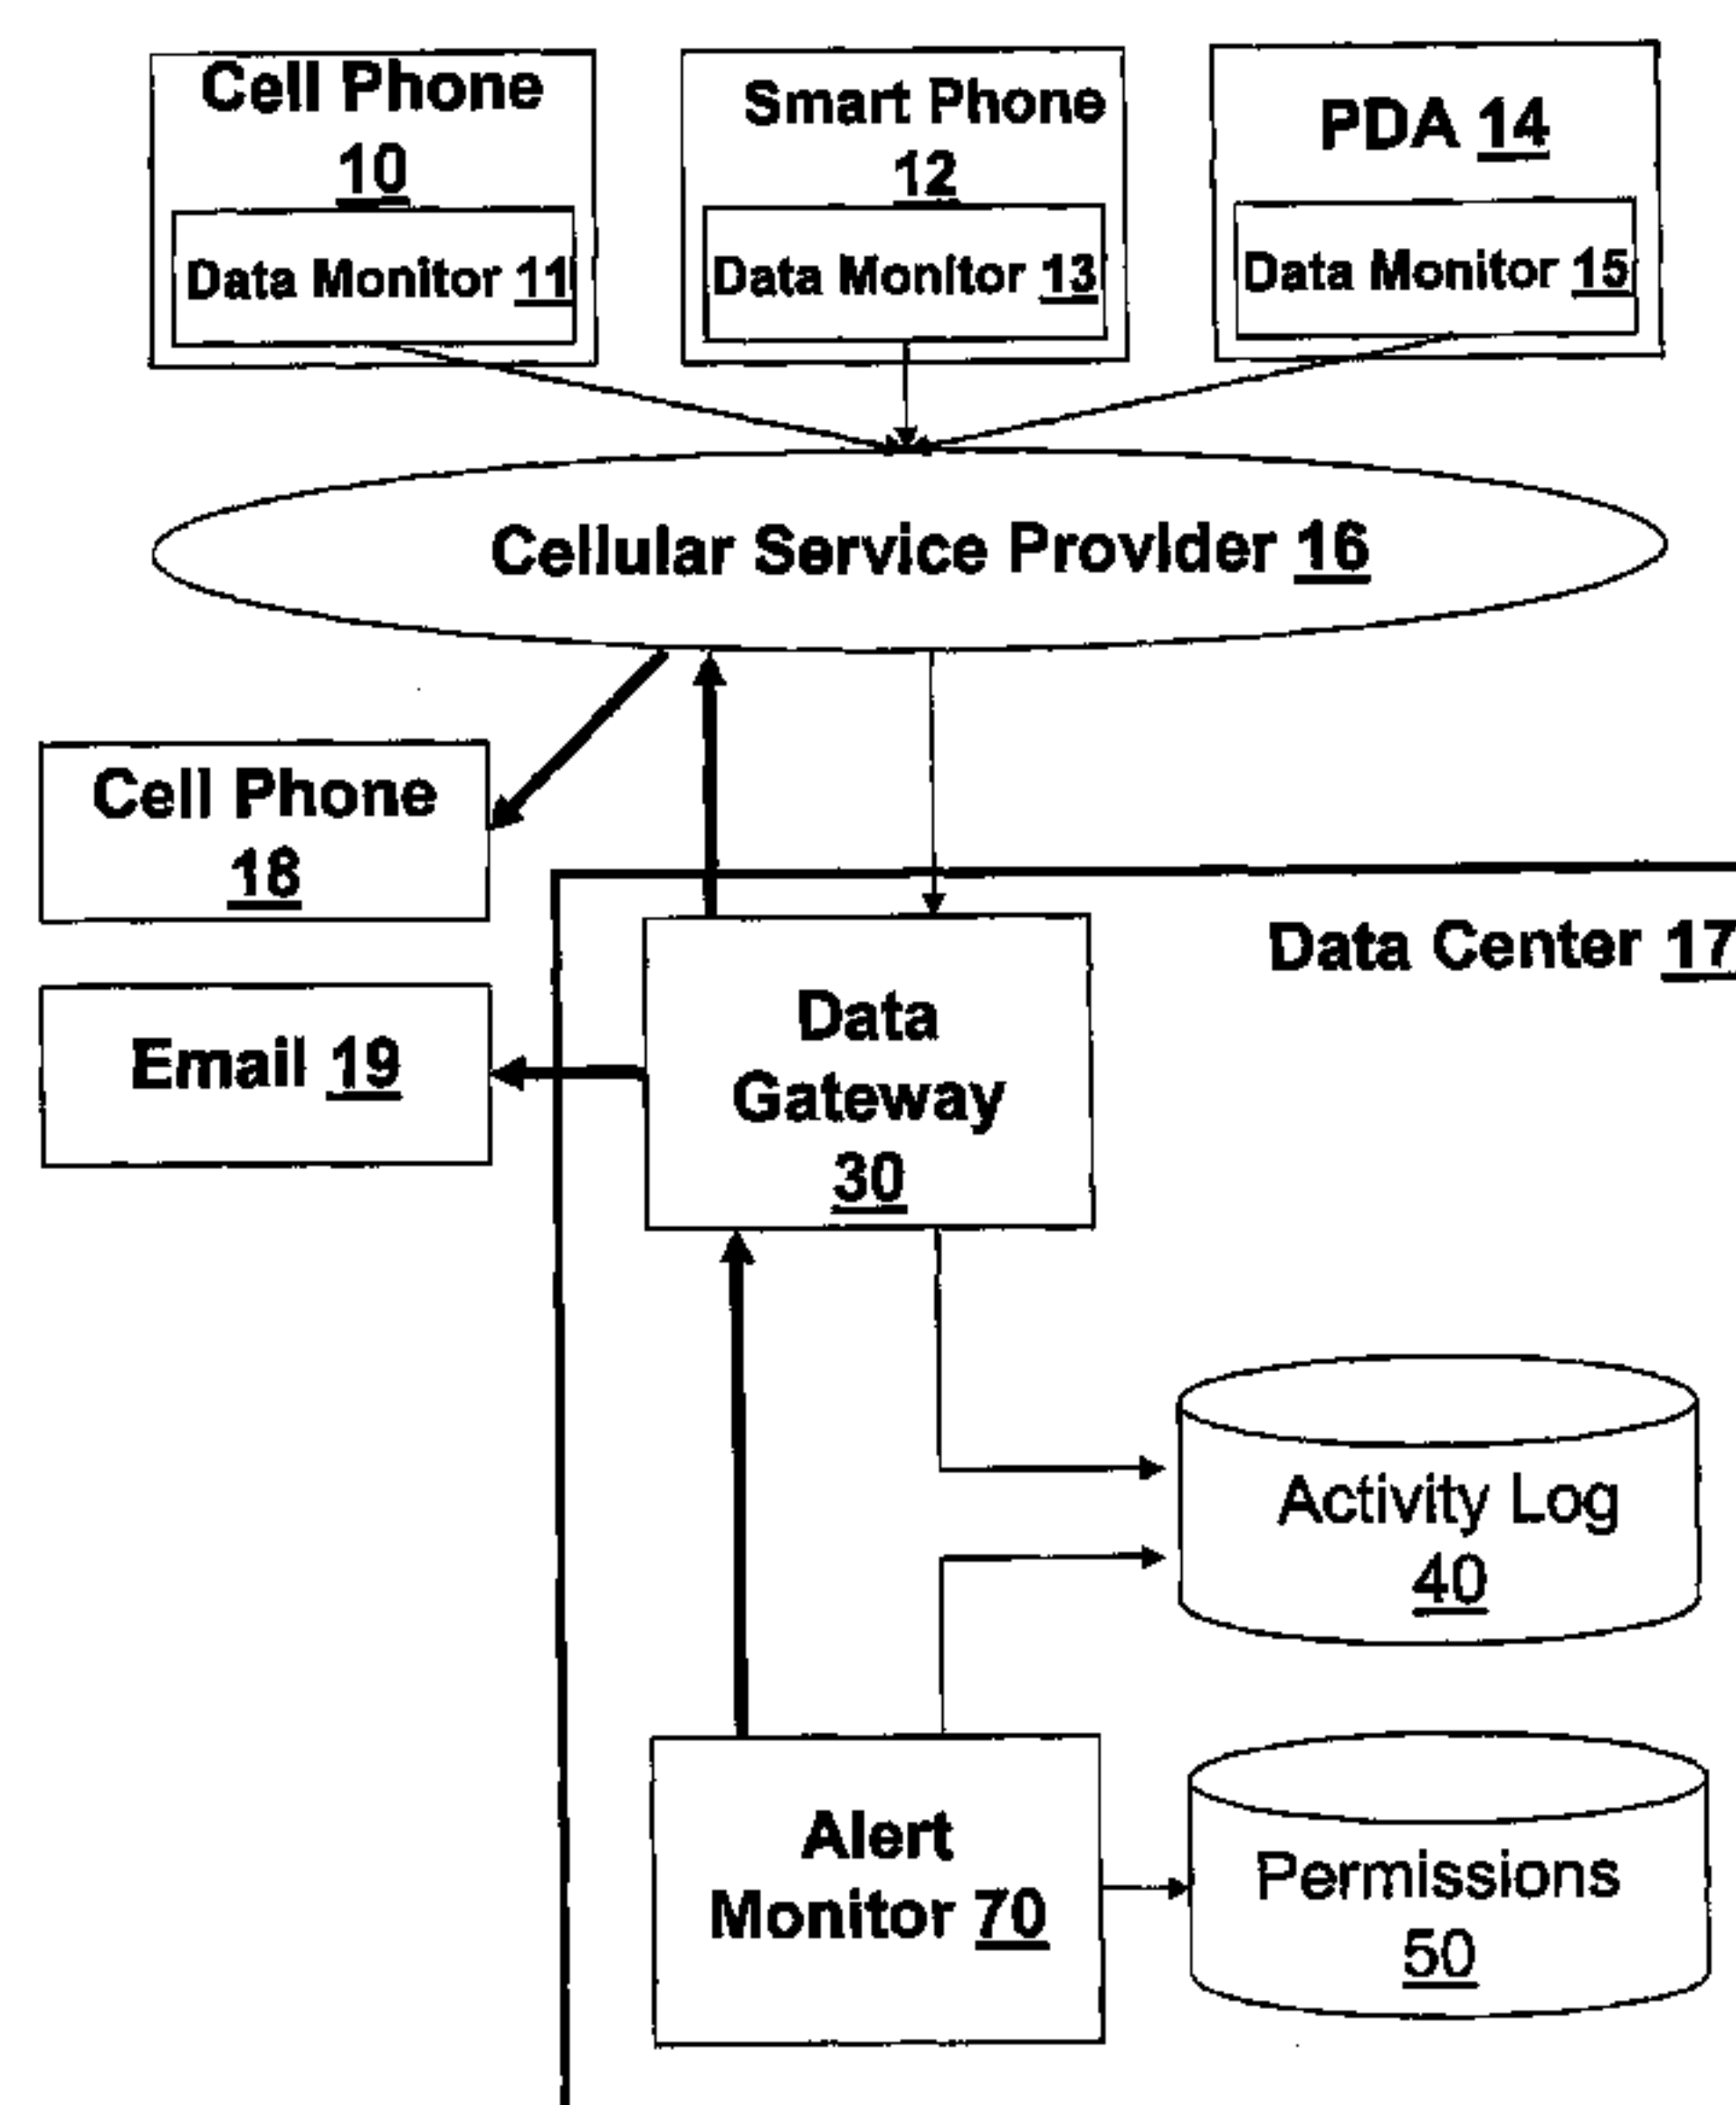 Cell Phone
10
Data Monitor 11
Smart Phone
12
Data Monitor 13
PDA 14
Data Monitor 15
Cellular Service Provider 16
Cell Phone
18
Data Center 17
Email 19
Data
Gateway
30
Activity Log
40
Alert
Monitor 70
Permissions
50